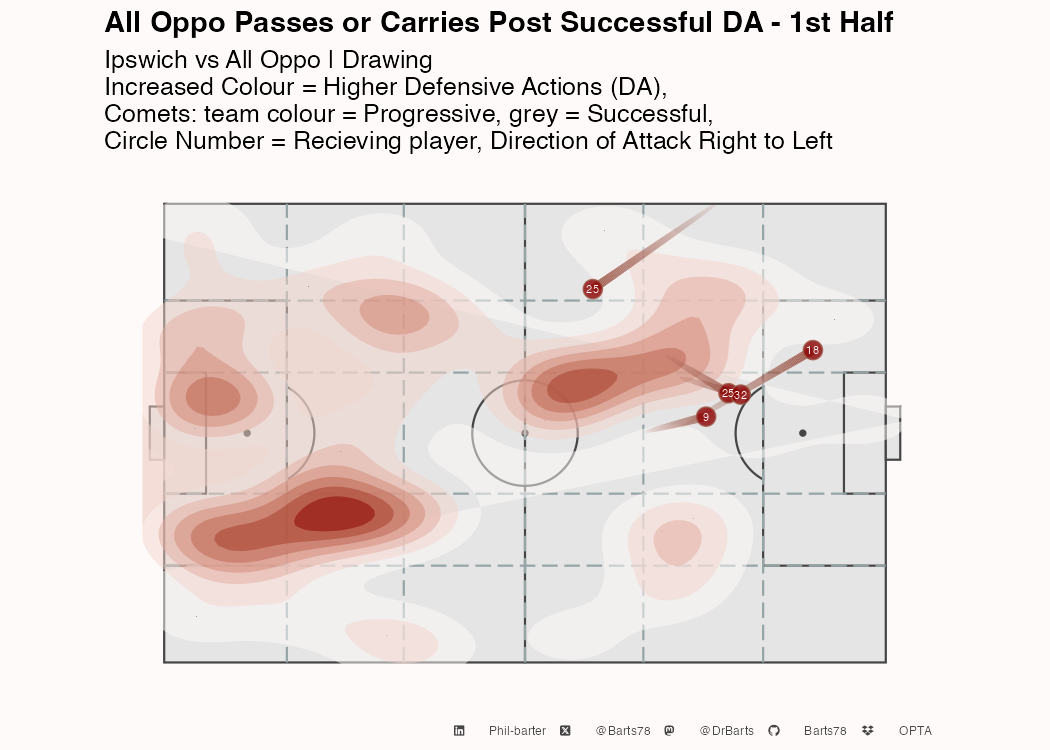 All Oppo Passes or Carries Post Successful DA - 1st Half
Ipswich vs All Oppo | Drawing
Increased Colour = Higher Defensive Actions (DA),
Comets: team colour = Progressive, grey = Successful,
Circle Number = Recieving player, Direction of Attack Right to Left
25
18
25 32
9
Phil-barter @Barts78 @DrBarts Barts78 OPTA